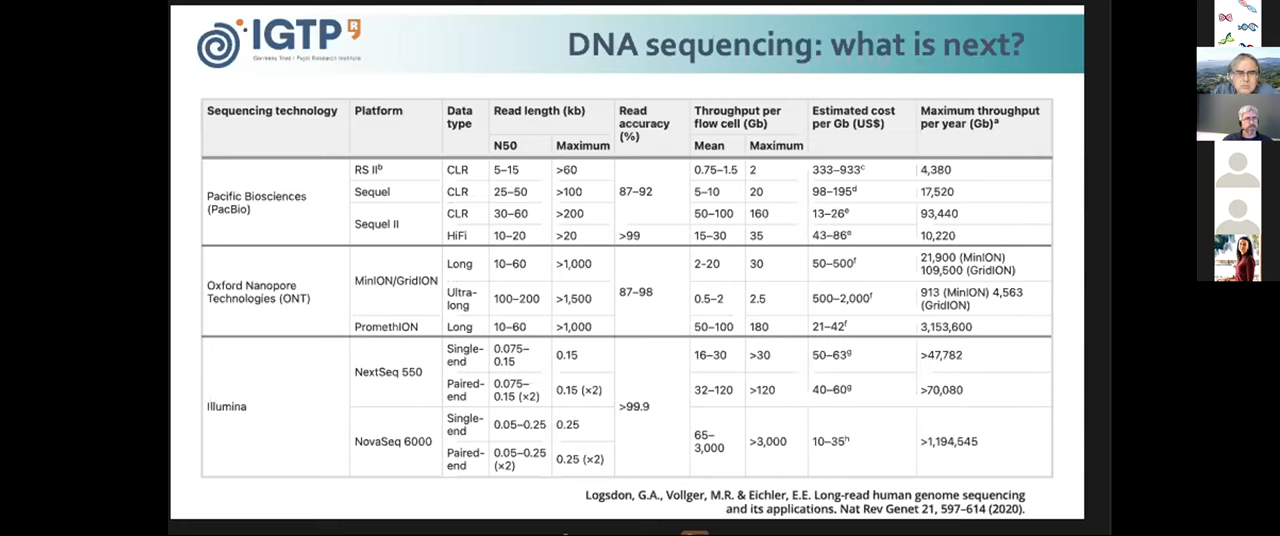 IGTP R
Germans Trias i Pujol Research Institute
DNA sequencing: what is next?
Sequencing technology Platform Data type Read length (kb) Read accuracy (%) Throughput per flow cell (Gb) Estimated cost per Gb (US$) Maximum throughput per year (Gb)ᵃ
N50 Maximum Mean Maximum
Pacific Biosciences (PacBio) RS IIᵇ CLR 5–15 >60 87–92 0.75–1.5 2 333–933ᶜ 4,380
Sequel CLR 25–50 >100 5–10 20 98–195ᵈ 17,520
Sequel II CLR 30–60 >200 50–100 160 13–26ᵉ 93,440
HiFi 10–20 >20 >99 15–30 35 43–86ᵉ 10,220
Oxford Nanopore Technologies (ONT) MinION/GridION Long 10–60 >1,000 87–98 2-20 30 50–500ᶠ 21,900 (MinION) 109,500 (GridION)
Ultra-long 100–200 >1,500 0.5–2 2.5 500–2,000ᶠ 913 (MinION) 4,563 (GridION)
PromethION Long 10–60 >1,000 50–100 180 21–42ᶠ 3,153,600
Illumina NextSeq 550 Single-end 0.075–0.15 0.15 >99.9 16–30 >30 50–63ᵍ >47,782
Paired-end 0.075–0.15 (×2) 0.15 (×2) 32–120 >120 40–60ᵍ >70,080
NovaSeq 6000 Single-end 0.05–0.25 0.25 65–3,000 >3,000 10–35ʰ >1,194,545
Paired-end 0.05–0.25 (×2) 0.25 (×2)
Logsdon, G.A., Vollger, M.R. & Eichler, E.E. Long-read human genome sequencing
and its applications. Nat Rev Genet 21, 597–614 (2020).